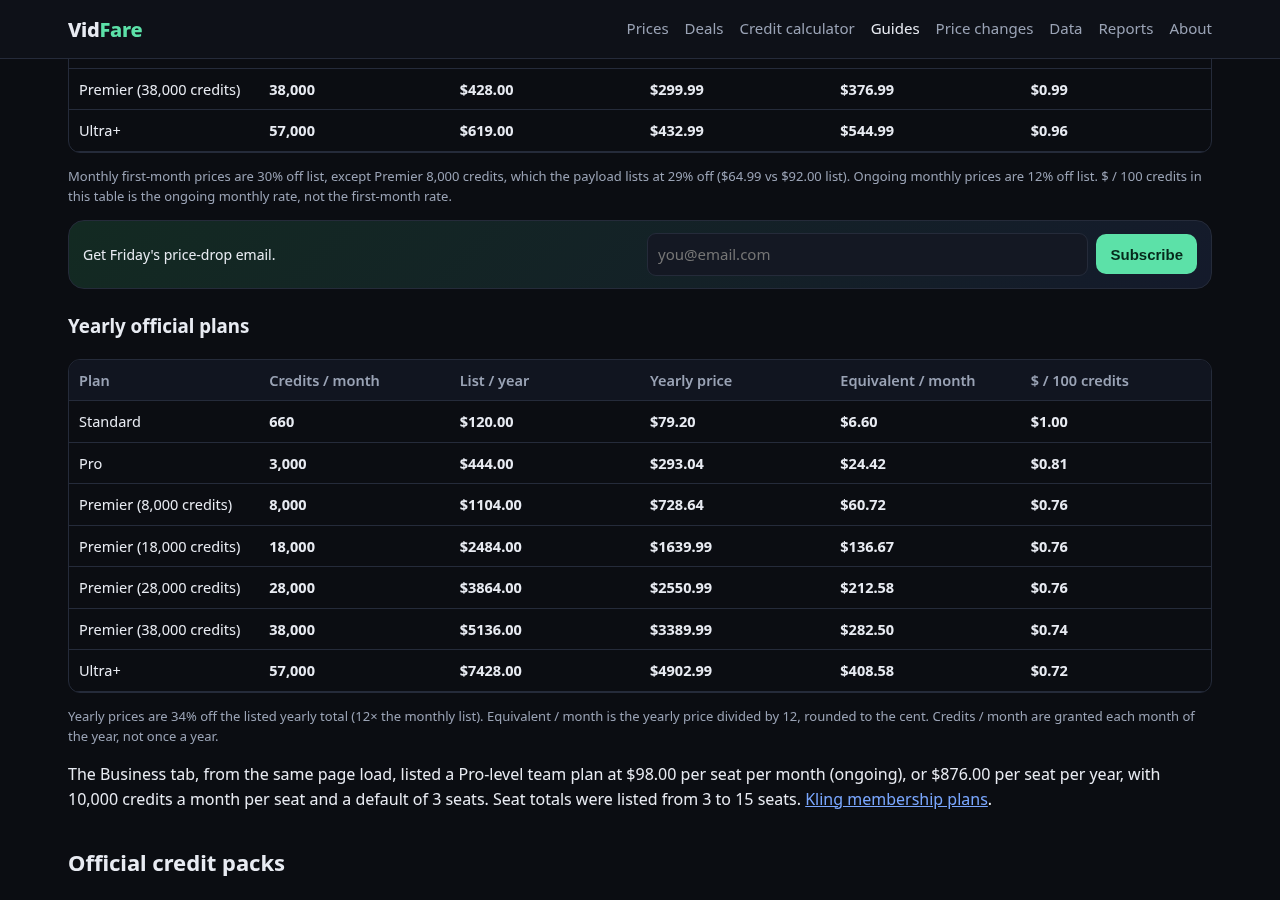 VidFare
Prices Deals Credit calculator Guides Price changes Data Reports About
Premier (38,000 credits) 38,000 $428.00 $299.99 $376.99 $0.99
Ultra+ 57,000 $619.00 $432.99 $544.99 $0.96
Monthly first-month prices are 30% off list, except Premier 8,000 credits, which the payload lists at 29% off ($64.99 vs $92.00 list). Ongoing monthly prices are 12% off list. $ / 100 credits in
this table is the ongoing monthly rate, not the first-month rate.
Get Friday's price-drop email. you@email.com Subscribe
Yearly official plans
Plan Credits / month List / year Yearly price Equivalent / month $ / 100 credits
Standard 660 $120.00 $79.20 $6.60 $1.00
Pro 3,000 $444.00 $293.04 $24.42 $0.81
Premier (8,000 credits) 8,000 $1104.00 $728.64 $60.72 $0.76
Premier (18,000 credits) 18,000 $2484.00 $1639.99 $136.67 $0.76
Premier (28,000 credits) 28,000 $3864.00 $2550.99 $212.58 $0.76
Premier (38,000 credits) 38,000 $5136.00 $3389.99 $282.50 $0.74
Ultra+ 57,000 $7428.00 $4902.99 $408.58 $0.72
Yearly prices are 34% off the listed yearly total (12× the monthly list). Equivalent / month is the yearly price divided by 12, rounded to the cent. Credits / month are granted each month of
the year, not once a year.
The Business tab, from the same page load, listed a Pro-level team plan at $98.00 per seat per month (ongoing), or $876.00 per seat per year, with
10,000 credits a month per seat and a default of 3 seats. Seat totals were listed from 3 to 15 seats. Kling membership plans.
Official credit packs